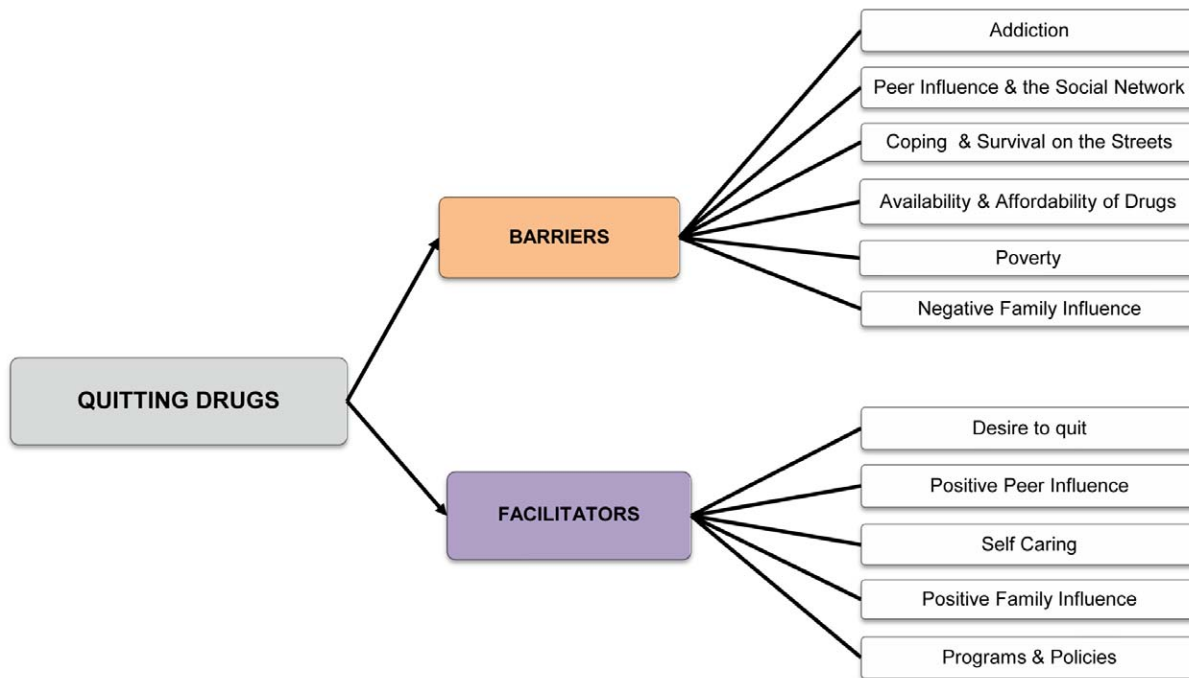 Addiction
Peer Influence & the Social Network
Coping & Survival on the Streets
Availability & Affordability of Drugs
BARRIERS
Poverty
Negative Family Influence
QUITTING DRUGS
Desire to quit
Positive Peer Influence
FACILITATORS
Self Caring
Positive Family Influence
Programs & Policies